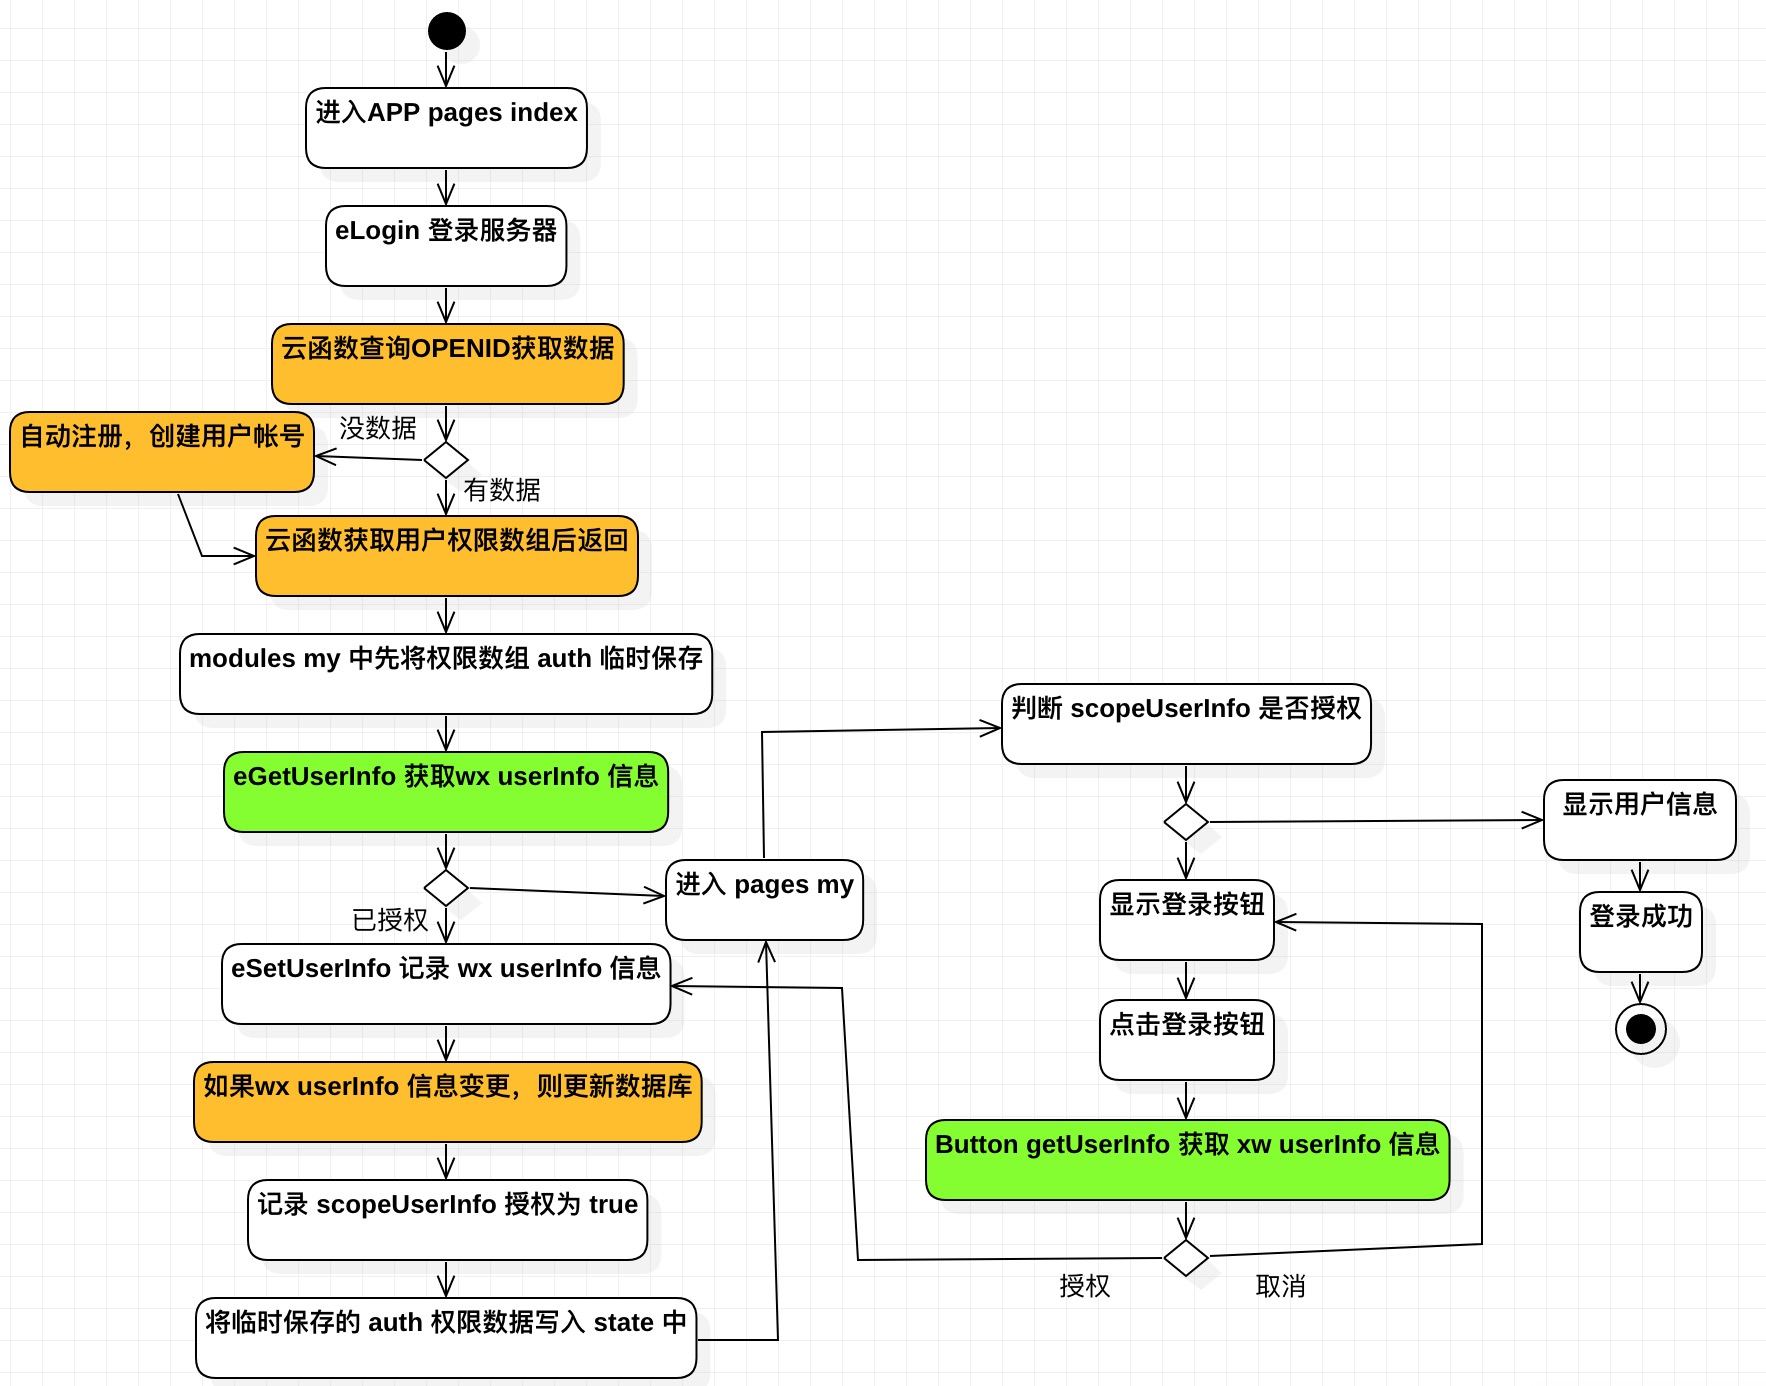 进入APP pages index
eLogin 登录服务器
云函数查询OPENID获取数据
没数据
自动注册，创建用户帐号
有数据
云函数获取用户权限数组后返回
modules my 中先将权限数组 auth 临时保存
eGetUserInfo 获取wx userInfo 信息
已授权
进入 pages my
eSetUserInfo 记录 wx userInfo 信息
如果wx userInfo 信息变更，则更新数据库
记录 scopeUserInfo 授权为 true
将临时保存的 auth 权限数据写入 state 中
判断 scopeUserInfo 是否授权
显示用户信息
登录成功
显示登录按钮
点击登录按钮
Button getUserInfo 获取 xw userInfo 信息
授权
取消